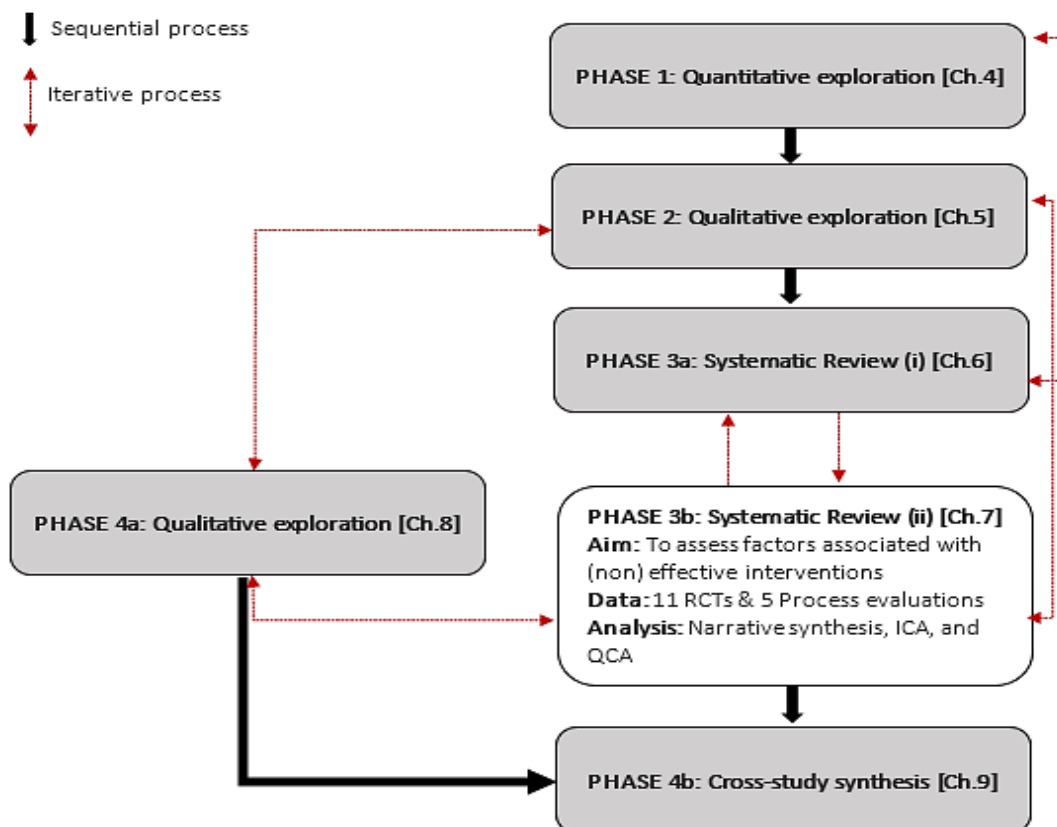 Sequential process
Iterative process
PHASE 1: Quantitative exploration [Ch.4]
PHASE 2: Qualitative exploration [Ch.5]
PHASE 3a: Systematic Review (i) [Ch.6]
PHASE 4a: Qualitative exploration [Ch.8]
PHASE 3b: Systematic Review (ii) [Ch.7]
Aim: To assess factors associated with
(non) effective interventions
Data: 11 RCTs & 5 Process evaluations
Analysis: Narrative synthesis, ICA, and
QCA
PHASE 4b: Cross-study synthesis [Ch.9]